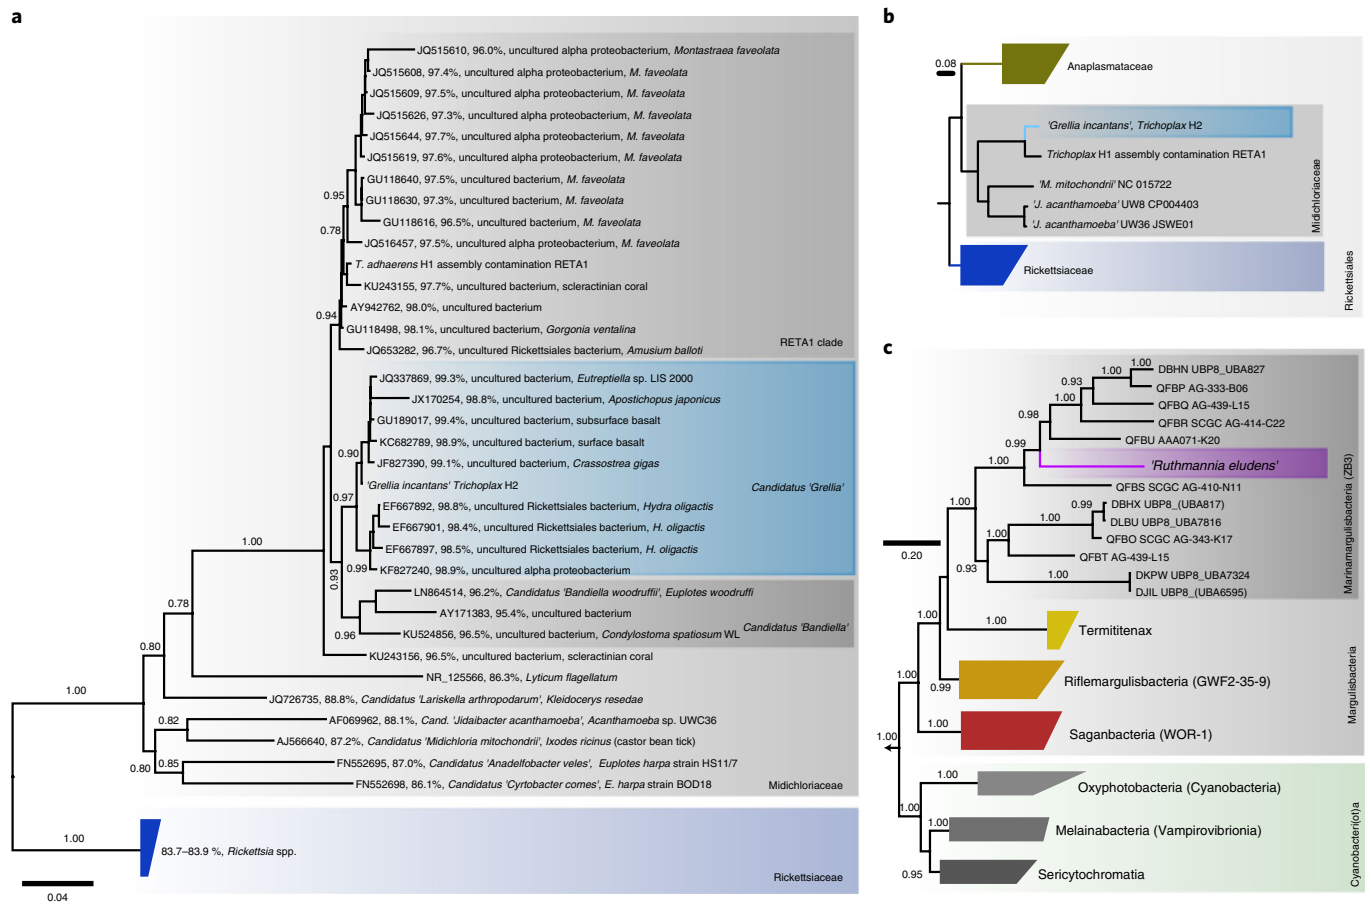 a
JQ515610, 96.0%, uncultured alpha proteobacterium, Montastraea faveolata
JQ515608, 97.4%, uncultured alpha proteobacterium, M. faveolata
JQ515609, 97.5%, uncultured alpha proteobacterium, M. faveolata
JQ515626, 97.3%, uncultured alpha proteobacterium, M. faveolata
JQ515644, 97.7%, uncultured alpha proteobacterium, M. faveolata
JQ515619, 97.6%, uncultured alpha proteobacterium, M. faveolata
GU118640, 97.5%, uncultured bacterium, M. faveolata
0.95
GU118630, 97.3%, uncultured bacterium, M. faveolata
GU118616, 96.5%, uncultured bacterium, M. faveolata
0.78
JQ516457, 97.5%, uncultured alpha proteobacterium, M. faveolata
T. adhaerens H1 assembly contamination RETA1
KU243155, 97.7%, uncultured bacterium, scleractinian coral
AY942762, 98.0%, uncultured bacterium
0.94
GU118498, 98.1%, uncultured bacterium, Gorgonia ventalina
JQ653282, 96.7%, uncultured Rickettsiales bacterium, Amusium balloti
RETA1 clade
JQ337869, 99.3%, uncultured bacterium, Eutreptiella sp. LIS 2000
JX170254, 98.8%, uncultured bacterium, Apostichopus japonicus
GU189017, 99.4%, uncultured bacterium, subsurface basalt
KC682789, 98.9%, uncultured bacterium, surface basalt
0.90
JF827390, 99.1%, uncultured bacterium, Crassostrea gigas
'Grellia incantans' Trichoplax H2
Candidatus 'Grellia'
0.97
EF667892, 98.8%, uncultured Rickettsiales bacterium, Hydra oligactis
EF667901, 98.4%, uncultured Rickettsiales bacterium, H. oligactis
EF667897, 98.5%, uncultured Rickettsiales bacterium, H. oligactis
0.99
KF827240, 98.9%, uncultured alpha proteobacterium
1.00
0.93
LN864514, 96.2%, Candidatus 'Bandiella woodruffii', Euplotes woodruffi
AY171383, 95.4%, uncultured bacterium
Candidatus 'Bandiella'
0.96
KU524856, 96.5%, uncultured bacterium, Condylostoma spatiosum WL
0.78
KU243156, 96.5%, uncultured bacterium, scleractinian coral
0.80
NR_125566, 86.3%, Lyticum flagellatum
1.00
JQ726735, 88.8%, Candidatus 'Lariskella arthropodarum', Kleidocerys resedae
0.82
AF069962, 88.1%, Cand. 'Jidaibacter acanthamoeba', Acanthamoeba sp. UWC36
AJ566640, 87.2%, Candidatus 'Midichloria mitochondrii', Ixodes ricinus (castor bean tick)
0.80
0.85
FN552695, 87.0%, Candidatus 'Anadelfobacter veles', Euplotes harpa strain HS11/7
FN552698, 86.1%, Candidatus 'Cyrtobacter comes', E. harpa strain BOD18
Midichloriaceae
1.00
83.7–83.9 %, Rickettsia spp.
Rickettsiaceae
0.04
b
0.08
Anaplasmataceae
'Grellia incantans', Trichoplax H2
Trichoplax H1 assembly contamination RETA1
'M. mitochondrii' NC 015722
'J. acanthamoeba' UW8 CP004403
'J. acanthamoeba' UW36 JSWE01
Midichloriaceae
Rickettsiaceae
Rickettsiales
c
1.00
DBHN UBP8_UBA827
1.00
0.93
QFBP AG-333-B06
1.00
QFBQ AG-439-L15
0.98
QFBR SCGC AG-414-C22
0.99
QFBU AAA071-K20
1.00
'Ruthmannia eludens'
QFBS SCGC AG-410-N11
1.00
0.99
DBHX UBP8_(UBA817)
1.00
DLBU UBP8_UBA7816
QFBO SCGC AG-343-K17
0.20
QFBT AG-439-L15
0.93
1.00
DKPW UBP8_UBA7324
DJIL UBP8_(UBA6595)
Marinamargulisbacteria (ZB3)
1.00
1.00
Termititenax
1.00
0.99
Riflemargulisbacteria (GWF2-35-9)
1.00
1.00
Saganbacteria (WOR-1)
Margulisbacteria
1.00
Oxyphotobacteria (Cyanobacteria)
1.00
1.00
Melainabacteria (Vampirovibrionia)
0.95
Sericytochromatia
Cyanobacteri(ot)a